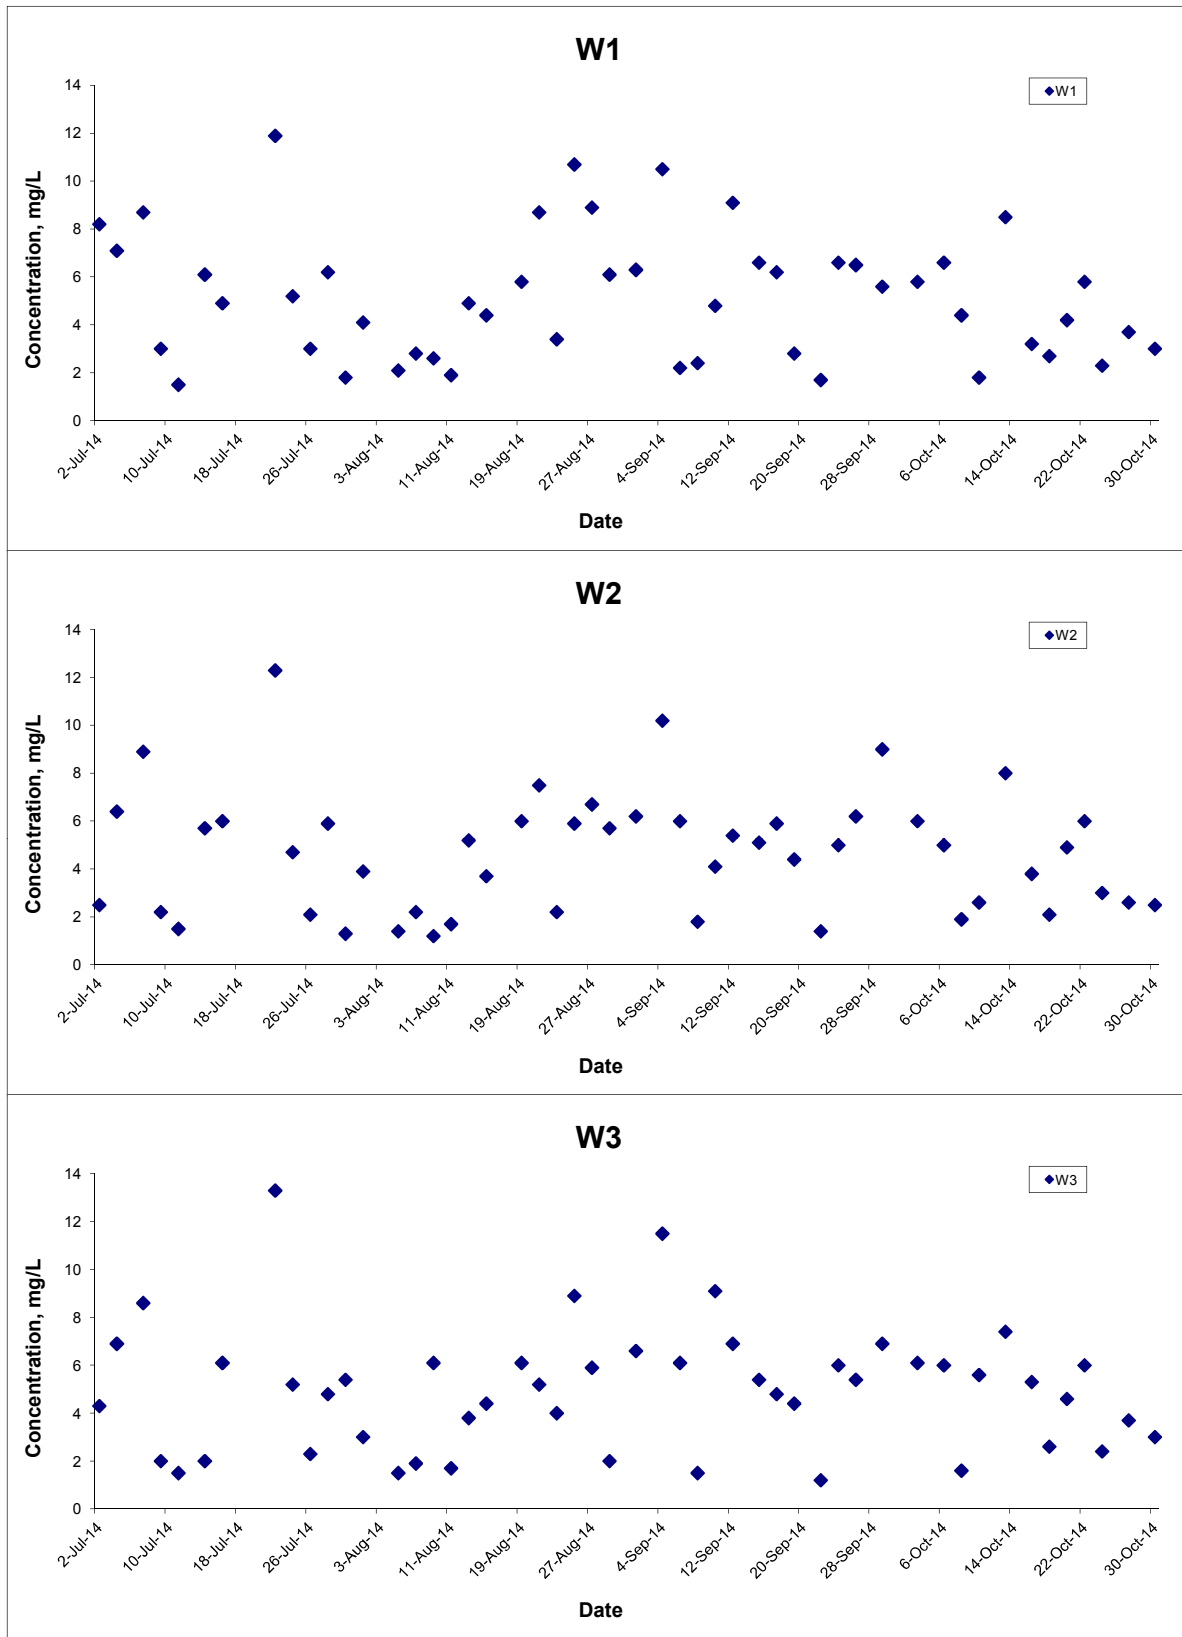 W1
W1
14
12
10
8
6
4
2
0
Concentration, mg/L
2-Jul-14
10-Jul-14
18-Jul-14
26-Jul-14
3-Aug-14
11-Aug-14
19-Aug-14
27-Aug-14
4-Sep-14
12-Sep-14
20-Sep-14
28-Sep-14
6-Oct-14
14-Oct-14
22-Oct-14
30-Oct-14
Date
W2
W2
14
12
10
8
6
4
2
0
Concentration, mg/L
2-Jul-14
10-Jul-14
18-Jul-14
26-Jul-14
3-Aug-14
11-Aug-14
19-Aug-14
27-Aug-14
4-Sep-14
12-Sep-14
20-Sep-14
28-Sep-14
6-Oct-14
14-Oct-14
22-Oct-14
30-Oct-14
Date
W3
W3
14
12
10
8
6
4
2
0
Concentration, mg/L
2-Jul-14
10-Jul-14
18-Jul-14
26-Jul-14
3-Aug-14
11-Aug-14
19-Aug-14
27-Aug-14
4-Sep-14
12-Sep-14
20-Sep-14
28-Sep-14
6-Oct-14
14-Oct-14
22-Oct-14
30-Oct-14
Date